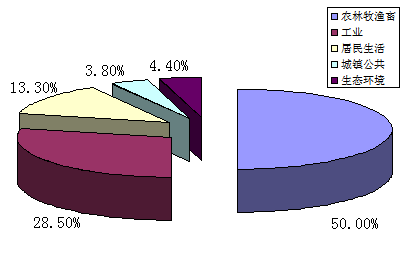 农林牧渔畜
工业
居民生活
城镇公共
生态环境
4.40%
3.80%
13.30%
28.50%
50.00%